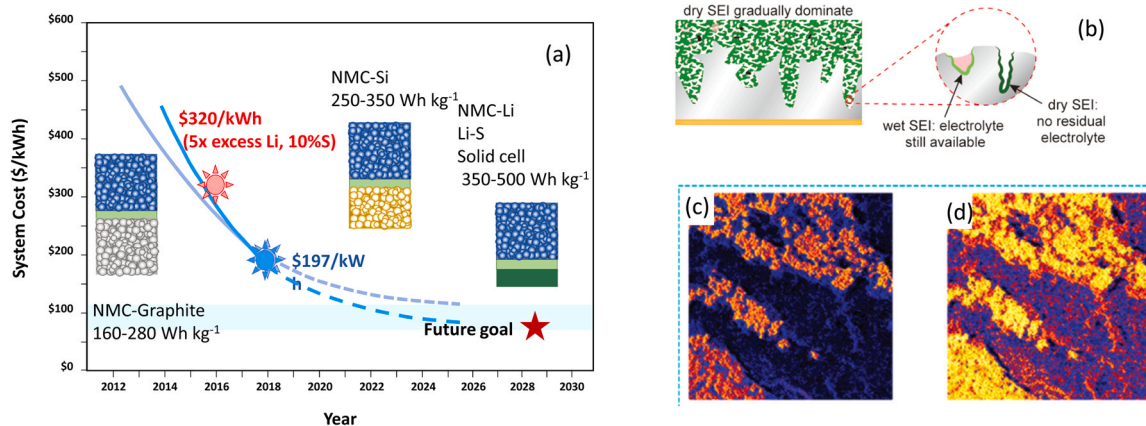 $600
$500
$400
$300
$200
$100
$0
System Cost ($/kWh)
2012 2014 2016 2018 2020 2022 2024 2026 2028 2030
Year
(a)
$320/kWh
(5x excess Li, 10%S)
NMC-Si
250-350 Wh kg⁻¹
NMC-Li
Li-S
Solid cell
350-500 Wh kg⁻¹
$197/kW
h
NMC-Graphite
160-280 Wh kg⁻¹
Future goal
dry SEI gradually dominate
(b)
wet SEI: electrolyte
still available
dry SEI:
no residual
electrolyte
(c)
(d)